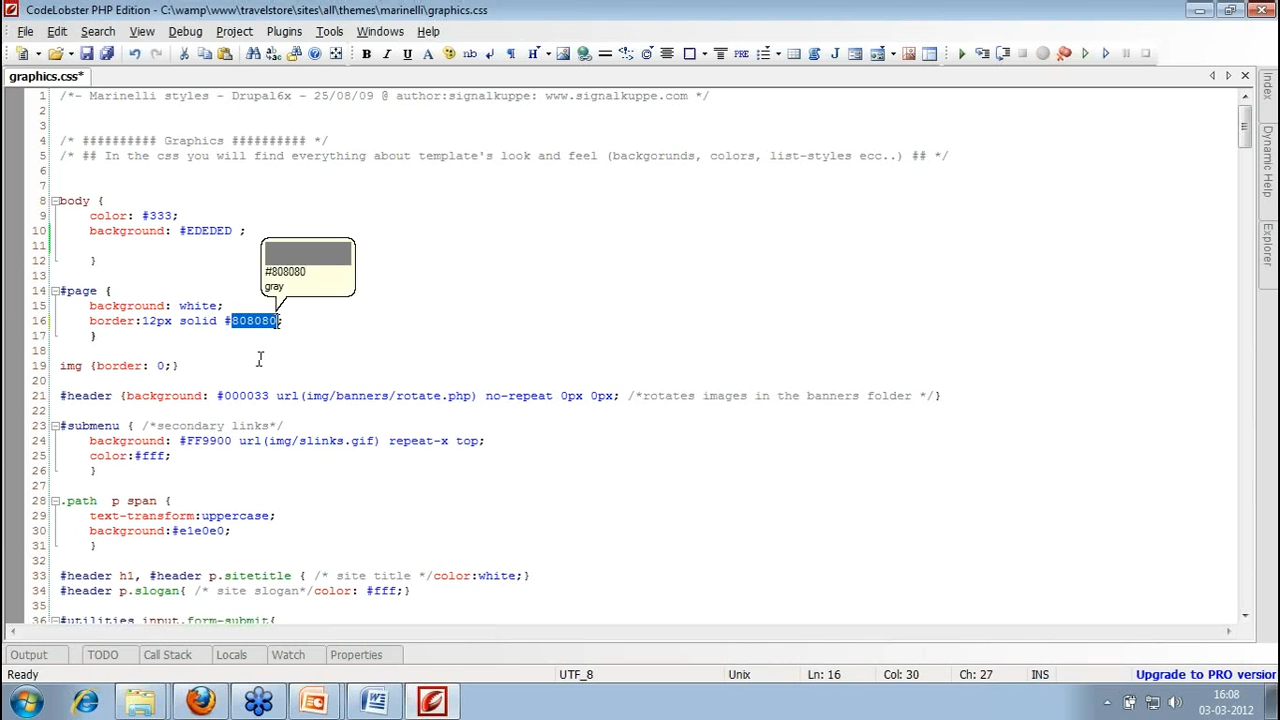 CodeLobster PHP Edition - C:\wamp\www\travelstore\sites\all\themes\marinelli\graphics.css
File Edit Search View Debug Project Plugins Tools Windows Help
graphics.css*
1 /*- Marinelli styles - Drupal6x - 25/08/09 @ author:signalkuppe: www.signalkuppe.com */
2
3
4 /* ########## Graphics ########## */
5 /* ## In the css you will find everything about template's look and feel (backgorunds, colors, list-styles ecc..) ## */
6
7
8 body {
9 color: #333;
10 background: #EDEDED ;
11
12 }
13
14 #page {
15 background: white;
16 border:12px solid #808080;
17 }
18
19 img {border: 0;}
20
21 #header {background: #000033 url(img/banners/rotate.php) no-repeat 0px 0px; /*rotates images in the banners folder */}
22
23 #submenu { /*secondary links*/
24 background: #FF9900 url(img/slinks.gif) repeat-x top;
25 color:#fff;
26 }
27
28 .path p span {
29 text-transform:uppercase;
30 background:#e1e0e0;
31 }
32
33 #header h1, #header p.sitetitle { /* site title */color:white;}
34 #header p.slogan{ /* site slogan*/color: #fff;}
35
36 #utilities input.form-submit{
#808080
gray
Index
Dynamic Help
Explorer
Output TODO Call Stack Locals Watch Properties
Ready UTF_8 Unix Ln: 16 Col: 30 Ch: 27 INS Upgrade to PRO version
16:08
03-03-2012